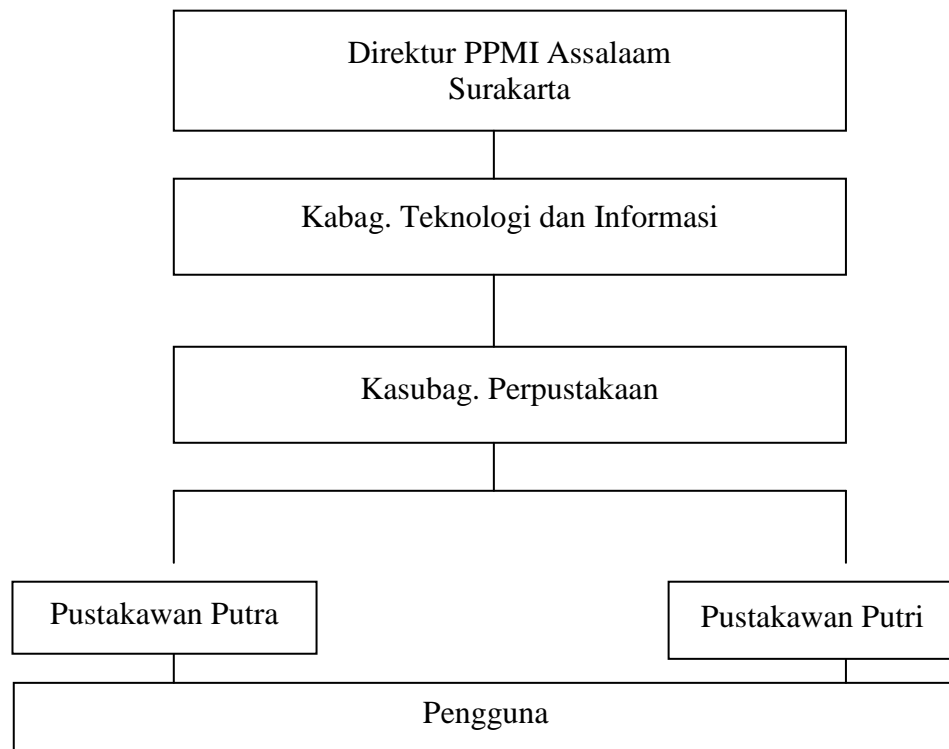 Direktur PPMI Assalaam
Surakarta
Kabag. Teknologi dan Informasi
Kasubag. Perpustakaan
Pustakawan Putra
Pustakawan Putri
Pengguna